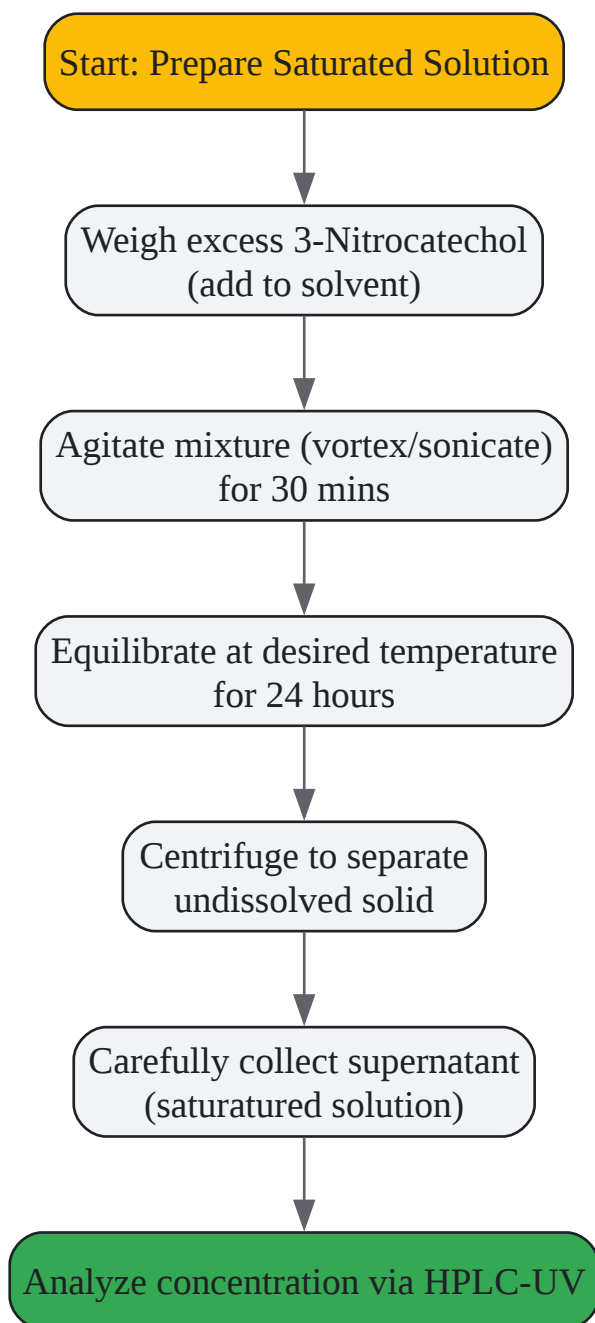 Start: Prepare Saturated Solution
Weigh excess 3-Nitrocatechol
(add to solvent)
Agitate mixture (vortex/sonicate)
for 30 mins
Equilibrate at desired temperature
for 24 hours
Centrifuge to separate
undissolved solid
Carefully collect supernatant
(saturatured solution)
Analyze concentration via HPLC-UV